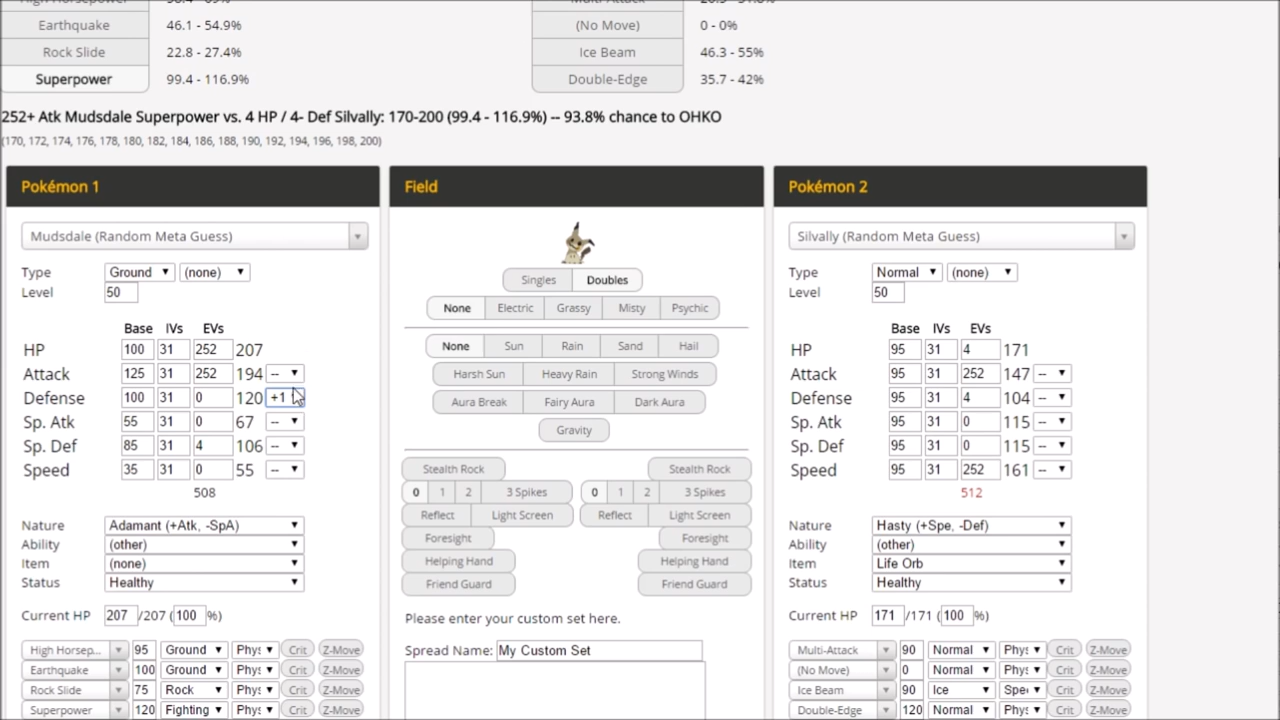 Earthquake 46.1 - 54.9% (No Move) 0 - 0%
Rock Slide 22.8 - 27.4% Ice Beam 46.3 - 55%
Superpower 99.4 - 116.9% Double-Edge 35.7 - 42%
252+ Atk Mudsdale Superpower vs. 4 HP / 4- Def Silvally: 170-200 (99.4 - 116.9%) -- 93.8% chance to OHKO
(170, 172, 174, 176, 178, 180, 182, 184, 186, 188, 190, 192, 194, 196, 198, 200)
Pokémon 1
Mudsdale (Random Meta Guess)
Type Ground (none)
Level 50
Base IVs EVs
HP 100 31 252 207
Attack 125 31 252 194 --
Defense 100 31 0 120 +1
Sp. Atk 55 31 0 67 --
Sp. Def 85 31 4 106 --
Speed 35 31 0 55 --
508
Nature Adamant (+Atk, -SpA)
Ability (other)
Item (none)
Status Healthy
Current HP 207 /207 ( 100 %)
High Horsep... 95 Ground Phys Crit Z-Move
Earthquake 100 Ground Phys Crit Z-Move
Rock Slide 75 Rock Phys Crit Z-Move
Superpower 120 Fighting Phys Crit Z-Move
Field
Singles Doubles
None Electric Grassy Misty Psychic
None Sun Rain Sand Hail
Harsh Sun Heavy Rain Strong Winds
Aura Break Fairy Aura Dark Aura
Gravity
Stealth Rock Stealth Rock
0 1 2 3 Spikes 0 1 2 3 Spikes
Reflect Light Screen Reflect Light Screen
Foresight Foresight
Helping Hand Helping Hand
Friend Guard Friend Guard
Please enter your custom set here.
Spread Name: My Custom Set
Pokémon 2
Silvally (Random Meta Guess)
Type Normal (none)
Level 50
Base IVs EVs
HP 95 31 4 171
Attack 95 31 252 147 --
Defense 95 31 4 104 --
Sp. Atk 95 31 0 115 --
Sp. Def 95 31 0 115 --
Speed 95 31 252 161 --
512
Nature Hasty (+Spe, -Def)
Ability (other)
Item Life Orb
Status Healthy
Current HP 171 /171 ( 100 %)
Multi-Attack 90 Normal Phys Crit Z-Move
(No Move) 0 Normal Phys Crit Z-Move
Ice Beam 90 Ice Spec Crit Z-Move
Double-Edge 120 Normal Phys Crit Z-Move